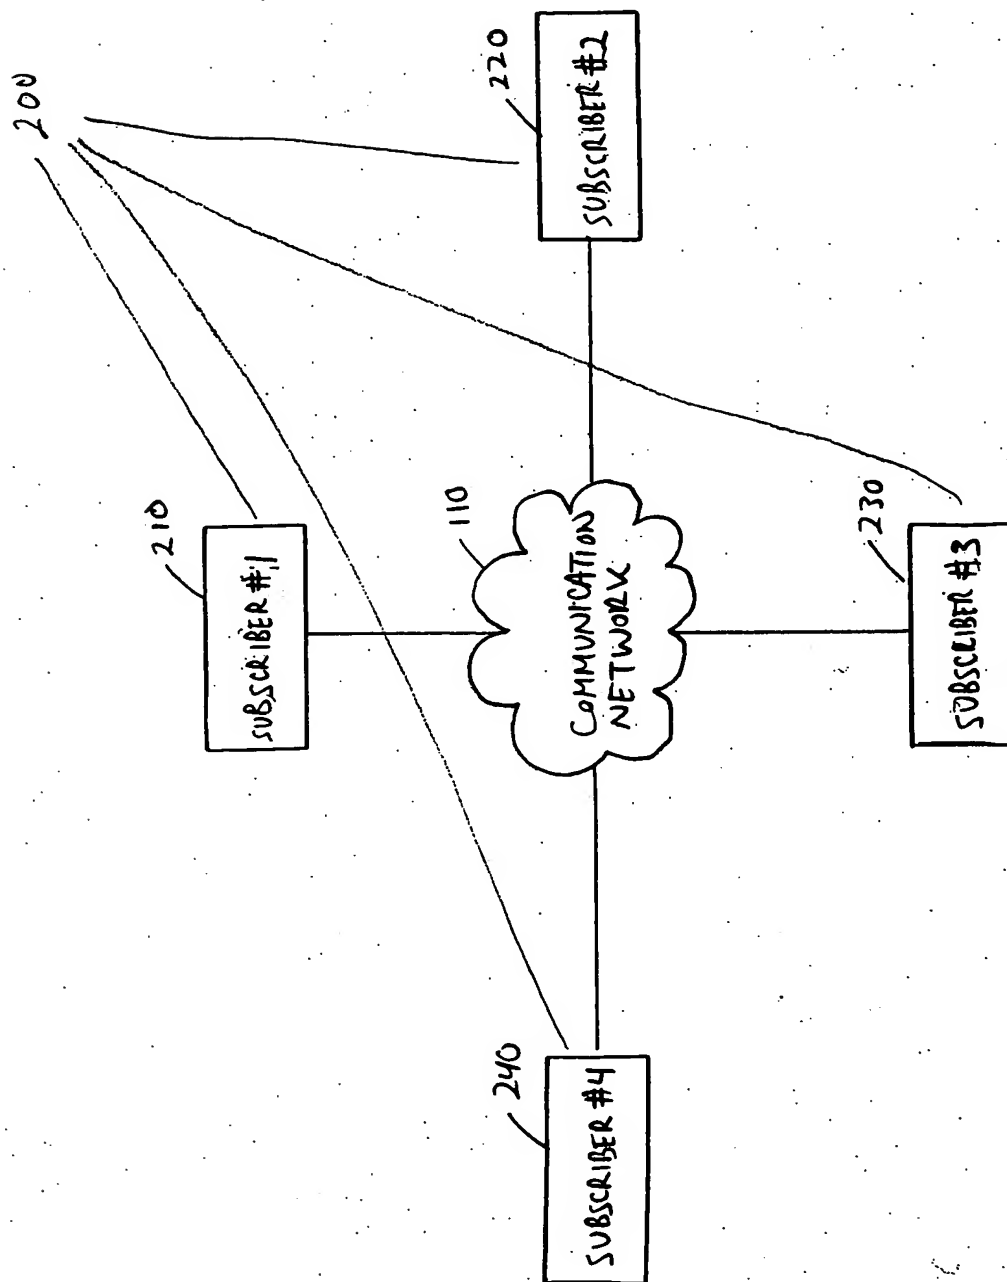 200
210
SUBSCRIBER #1
220
SUBSCRIBER #2
110
COMMUNICATION
NETWORK
240
SUBSCRIBER #4
230
SUBSCRIBER #3